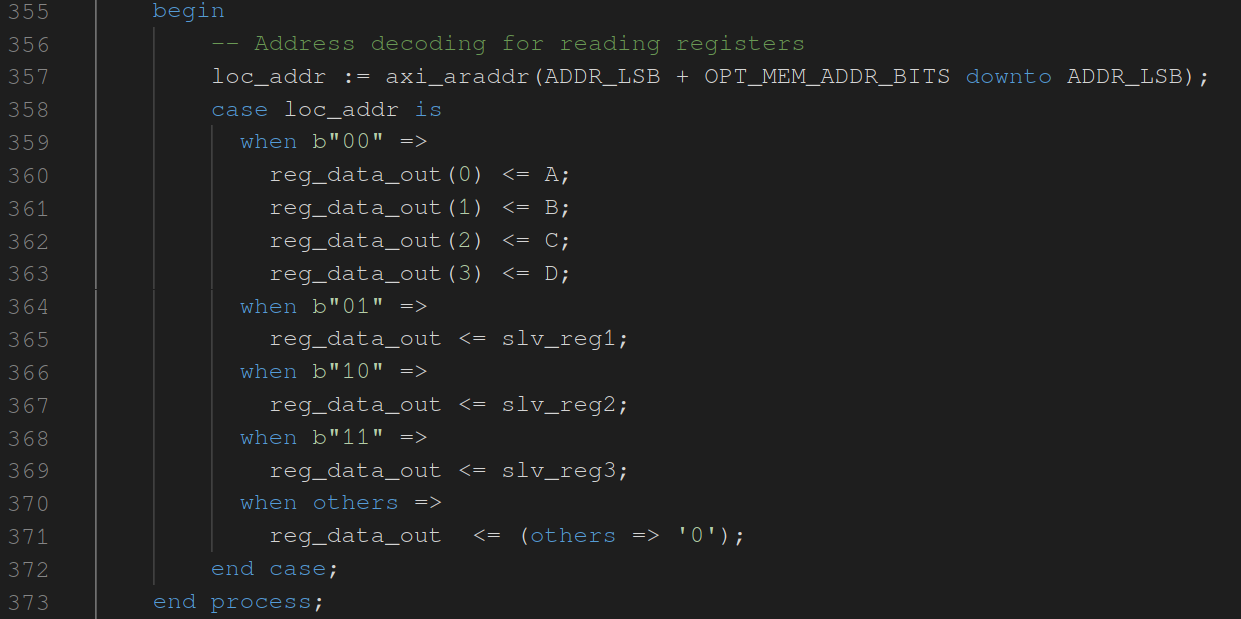 355 begin
356 -- Address decoding for reading registers
357 loc_addr := axi_araddr(ADDR_LSB + OPT_MEM_ADDR_BITS downto ADDR_LSB);
358 case loc_addr is
359 when b"00" =>
360 reg_data_out(0) <= A;
361 reg_data_out(1) <= B;
362 reg_data_out(2) <= C;
363 reg_data_out(3) <= D;
364 when b"01" =>
365 reg_data_out <= slv_reg1;
366 when b"10" =>
367 reg_data_out <= slv_reg2;
368 when b"11" =>
369 reg_data_out <= slv_reg3;
370 when others =>
371 reg_data_out  <= (others => '0');
372 end case;
373 end process;